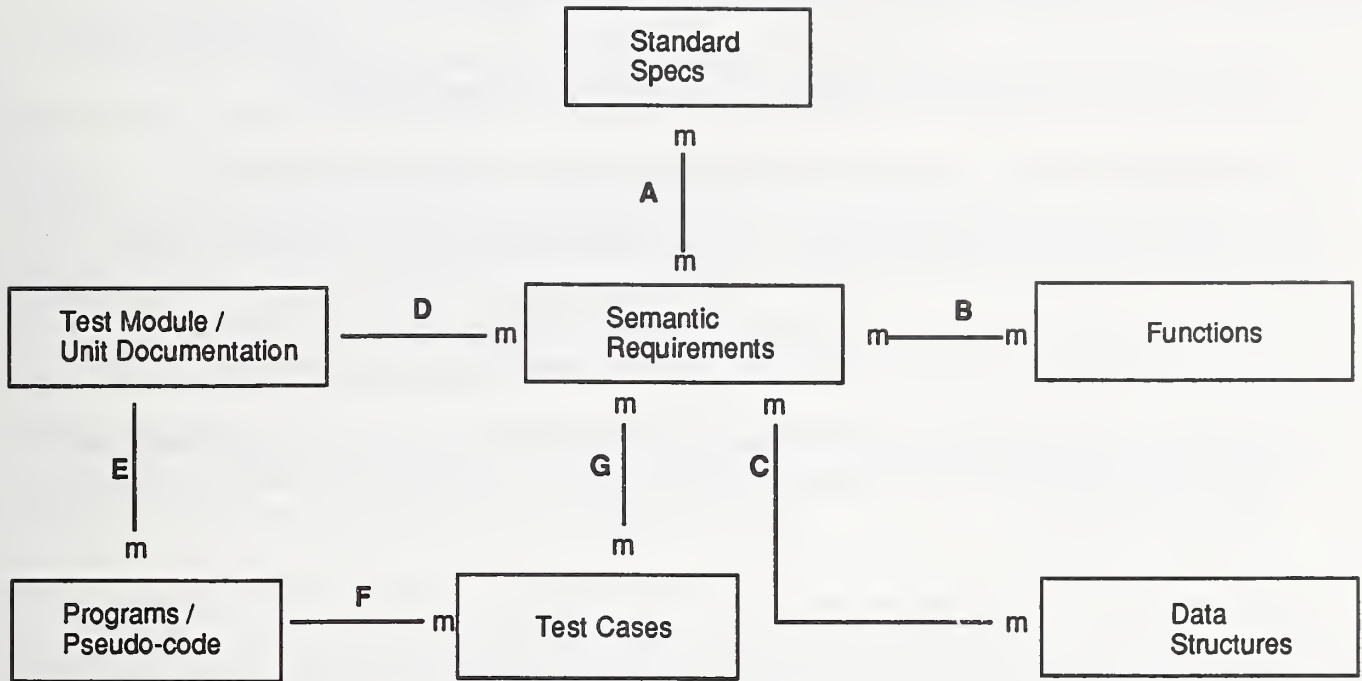 Standard
Specs
m
A
m
Test Module /
Unit Documentation
D
m
Semantic
Requirements
m
B
m
Functions
m
m
E
G
C
m
m
Programs /
Pseudo-code
F
m
Test Cases
m
Data
Structures